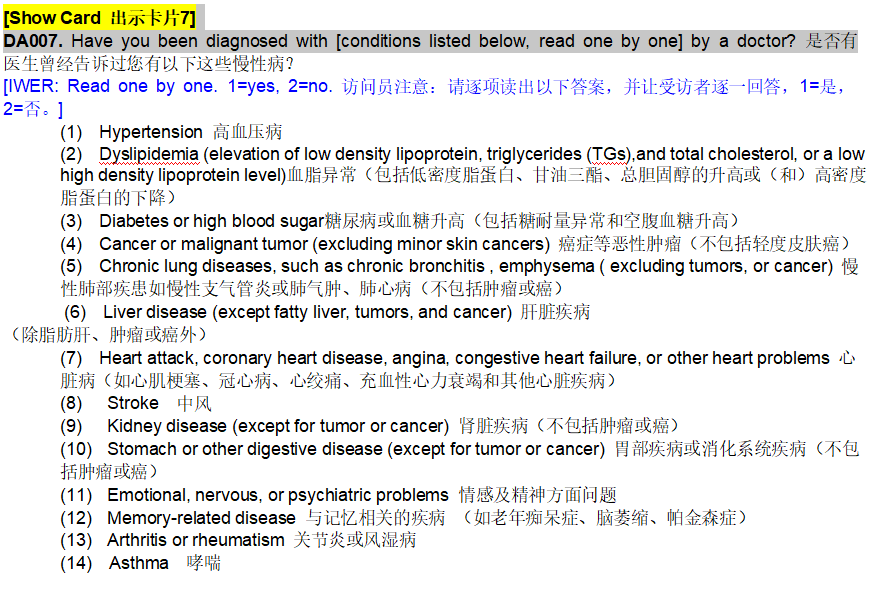 [Show Card 出示卡片7]
DA007. Have you been diagnosed with [conditions listed below, read one by one] by a doctor? 是否有
医生曾经告诉过您有以下这些慢性病？
[IWER: Read one by one. 1=yes, 2=no. 访问员注意：请逐项读出以下答案，并让受访者逐一回答，1=是，
2=否。]
(1) Hypertension 高血压病
(2) Dyslipidemia (elevation of low density lipoprotein, triglycerides (TGs),and total cholesterol, or a low
high density lipoprotein level)血脂异常（包括低密度脂蛋白、甘油三酯、总胆固醇的升高或（和）高密度
脂蛋白的下降）
(3) Diabetes or high blood sugar糖尿病或血糖升高（包括糖耐量异常和空腹血糖升高）
(4) Cancer or malignant tumor (excluding minor skin cancers) 癌症等恶性肿瘤（不包括轻度皮肤癌）
(5) Chronic lung diseases, such as chronic bronchitis , emphysema ( excluding tumors, or cancer) 慢
性肺部疾患如慢性支气管炎或肺气肿、肺心病（不包括肿瘤或癌）
(6) Liver disease (except fatty liver, tumors, and cancer) 肝脏疾病
（除脂肪肝、肿瘤或癌外）
(7) Heart attack, coronary heart disease, angina, congestive heart failure, or other heart problems 心
脏病（如心肌梗塞、冠心病、心绞痛、充血性心力衰竭和其他心脏疾病）
(8) Stroke 中风
(9) Kidney disease (except for tumor or cancer) 肾脏疾病（不包括肿瘤或癌）
(10) Stomach or other digestive disease (except for tumor or cancer) 胃部疾病或消化系统疾病（不包
括肿瘤或癌）
(11) Emotional, nervous, or psychiatric problems 情感及精神方面问题
(12) Memory-related disease 与记忆相关的疾病 （如老年痴呆症、脑萎缩、帕金森症）
(13) Arthritis or rheumatism 关节炎或风湿病
(14) Asthma 哮喘